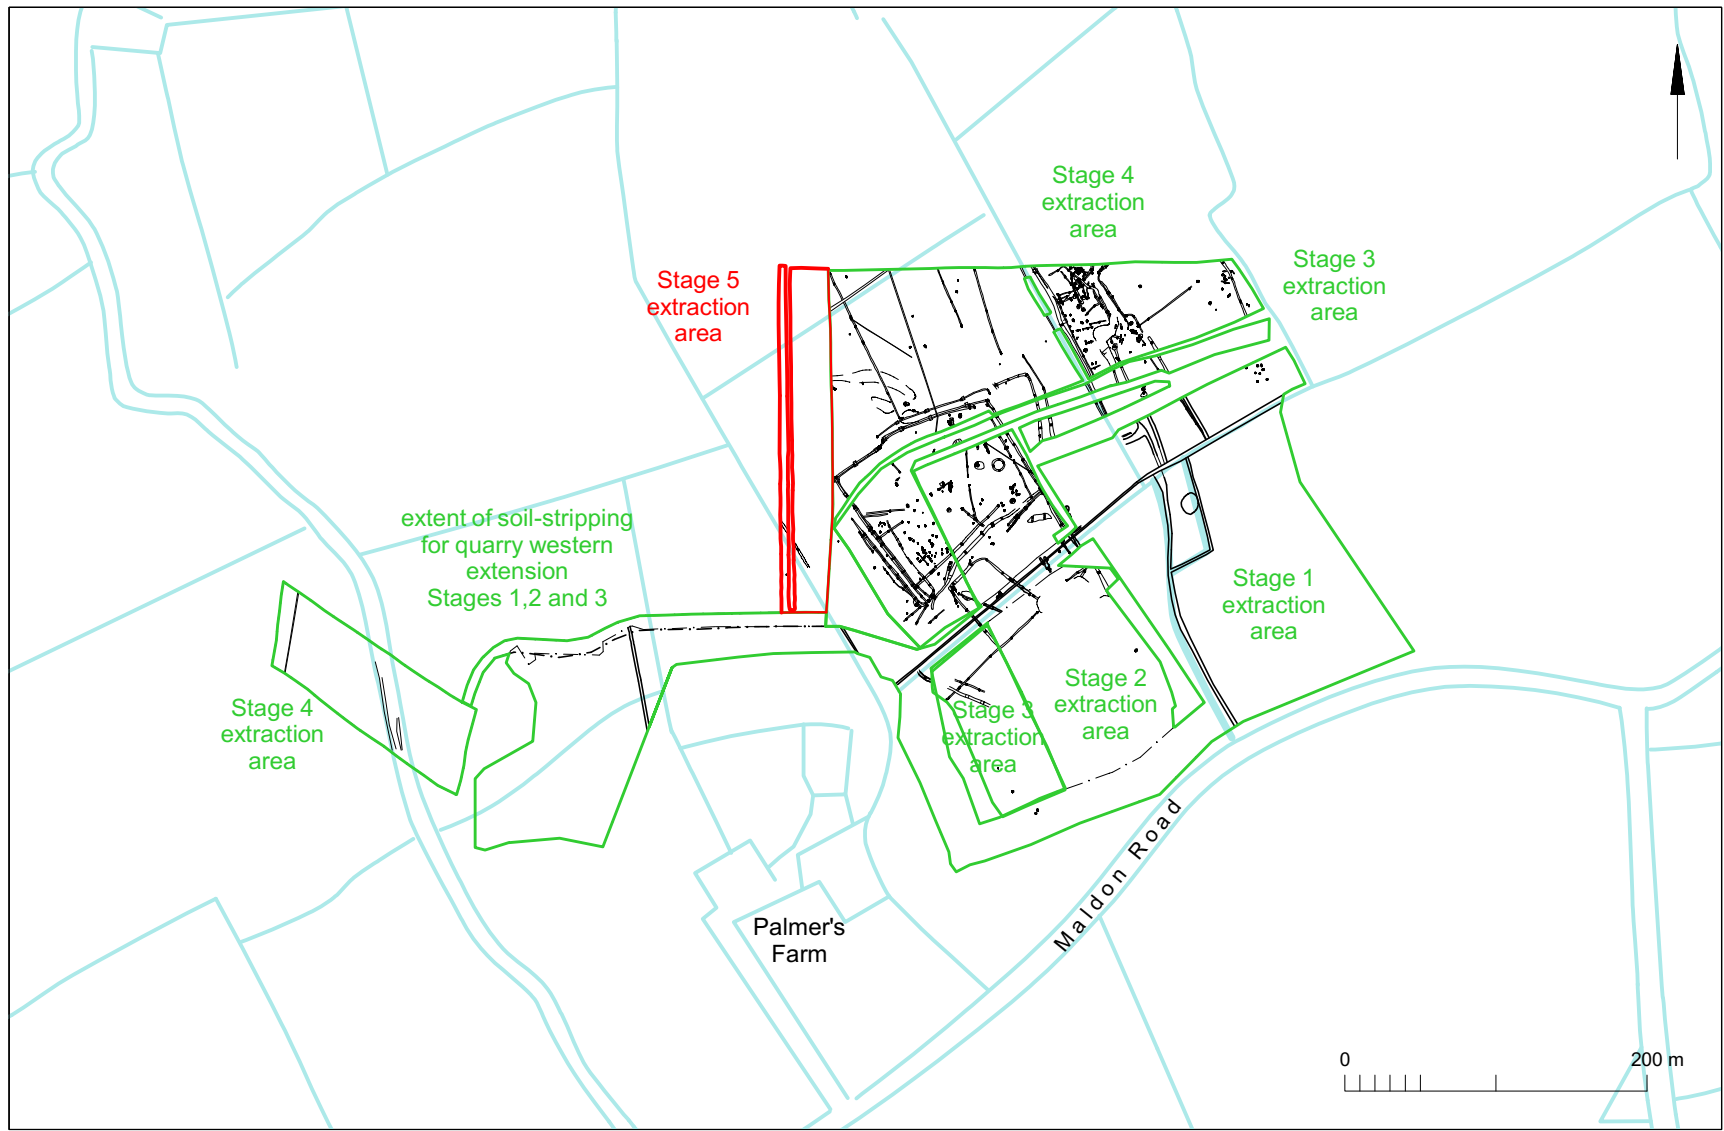 Stage 4
extraction
area
Stage 3
extraction
area
Stage 5
extraction
area
extent of soil-stripping
for quarry western
extension
Stages 1,2 and 3
Stage 1
extraction
area
Stage 2
extraction
area
Stage 3
extraction
area
Stage 4
extraction
area
Maldon Road
Palmer's
Farm
0 200 m